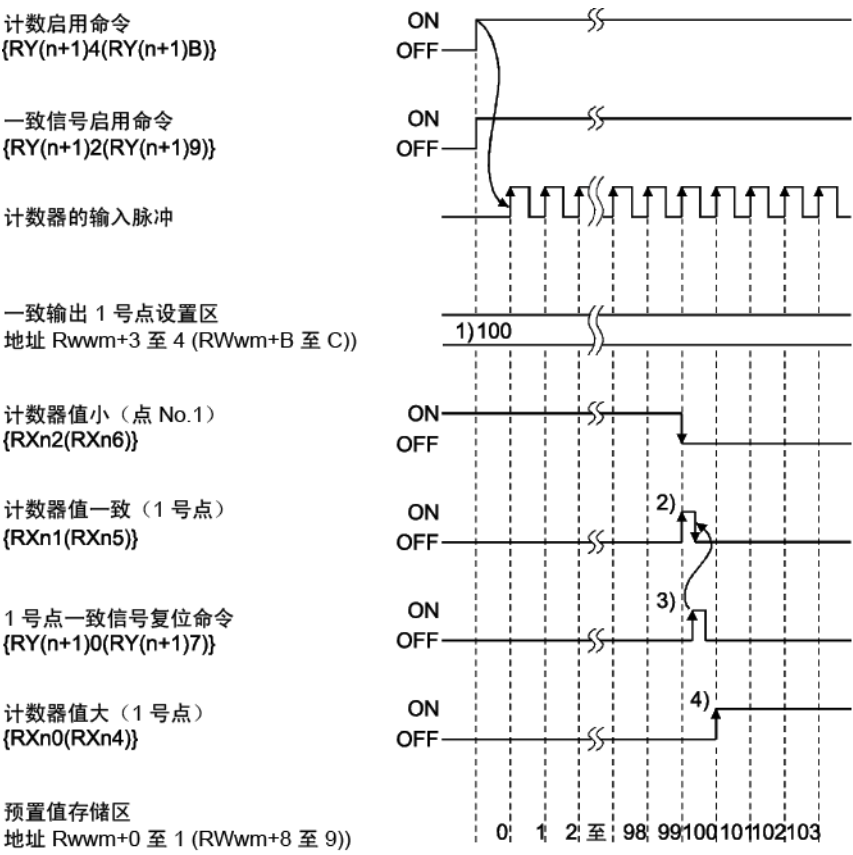 计数启用命令
{RY(n+1)4(RY(n+1)B)}
ON
OFF
一致信号启用命令
{RY(n+1)2(RY(n+1)9)}
ON
OFF
计数器的输入脉冲
一致输出 1 号点设置区
地址 Rwwm+3 至 4 (RWwm+B 至 C))
1)100
计数器值小（点 No.1）
{RXn2(RXn6)}
ON
OFF
计数器值一致（1 号点）
{RXn1(RXn5)}
ON
OFF
2)
1 号点一致信号复位命令
{RY(n+1)0(RY(n+1)7)}
ON
OFF
3)
计数器值大（1 号点）
{RXn0(RXn4)}
ON
OFF
4)
预置值存储区
地址 Rwwm+0 至 1 (RWwm+8 至 9))
0 1 2 至 98 99 100 101 102 103